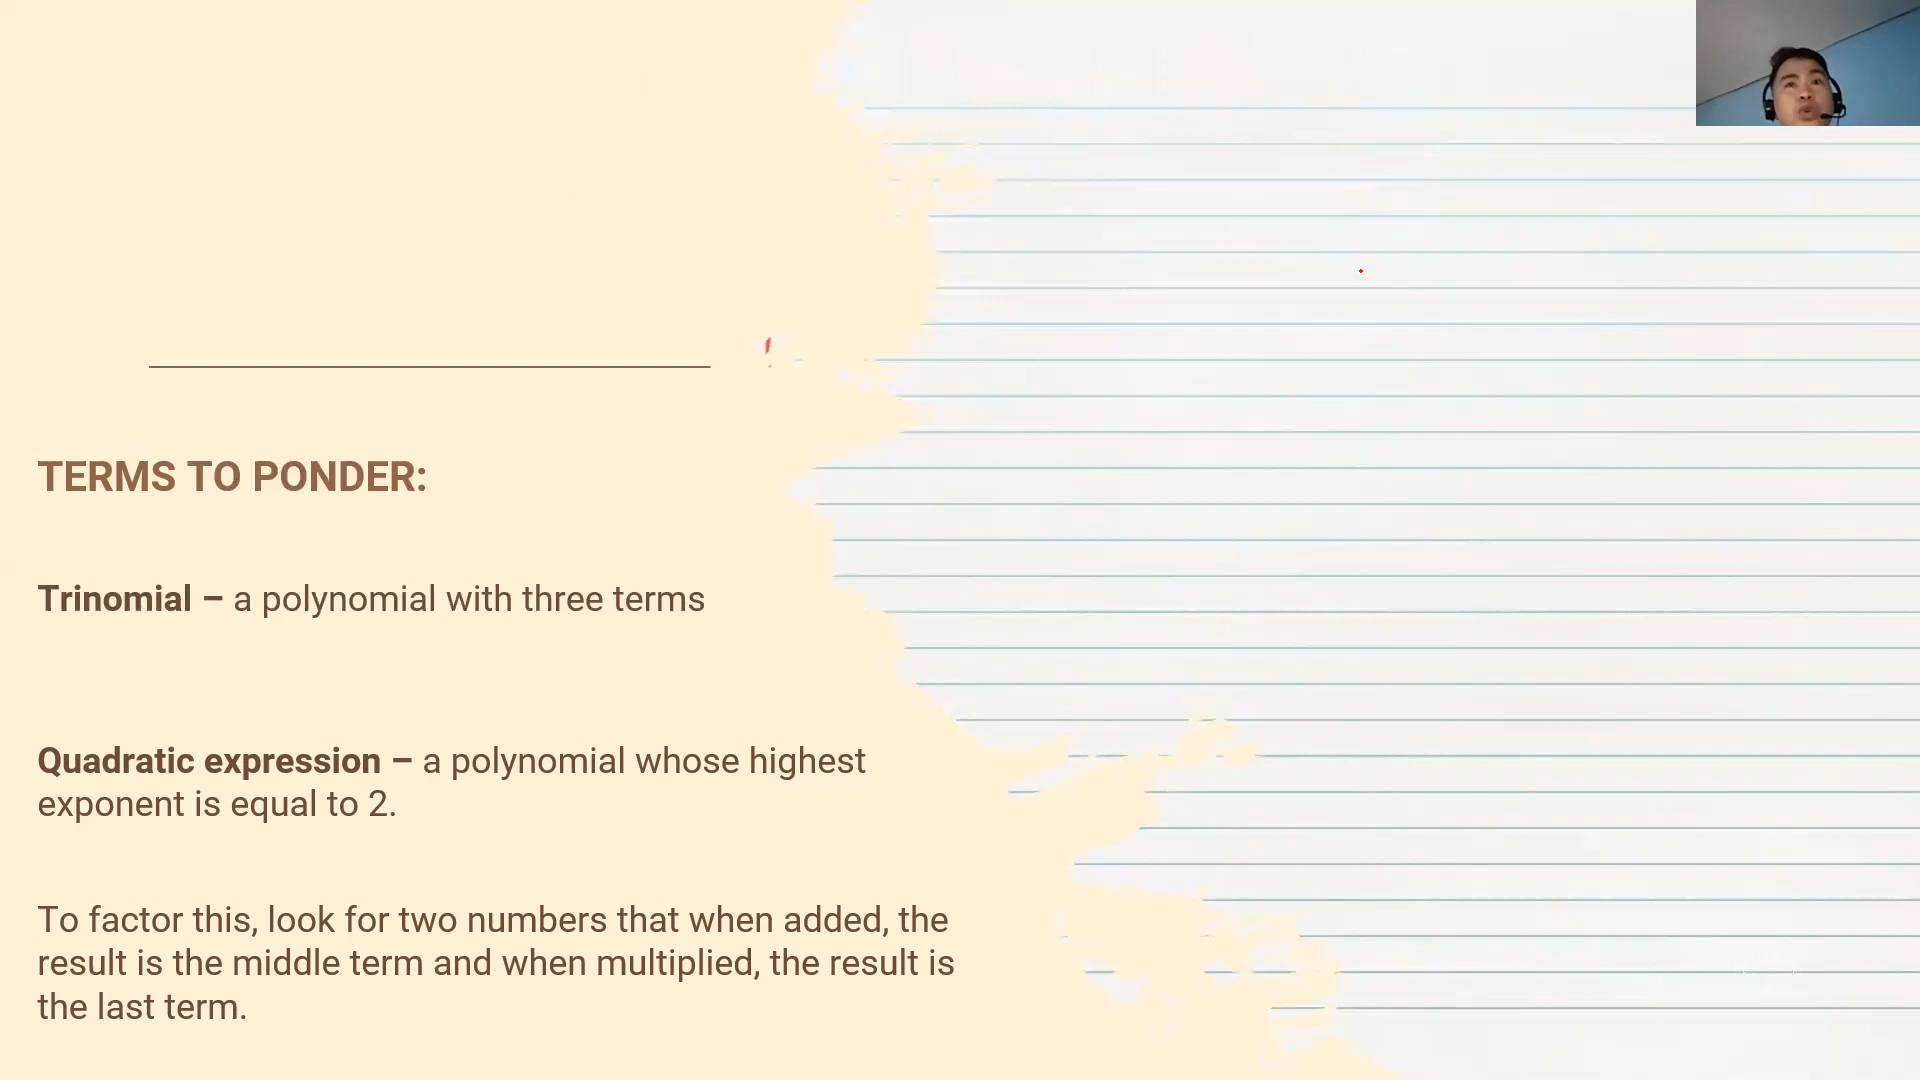 TERMS TO PONDER:
Trinomial – a polynomial with three terms
Quadratic expression – a polynomial whose highest
exponent is equal to 2.
To factor this, look for two numbers that when added, the
result is the middle term and when multiplied, the result is
the last term.